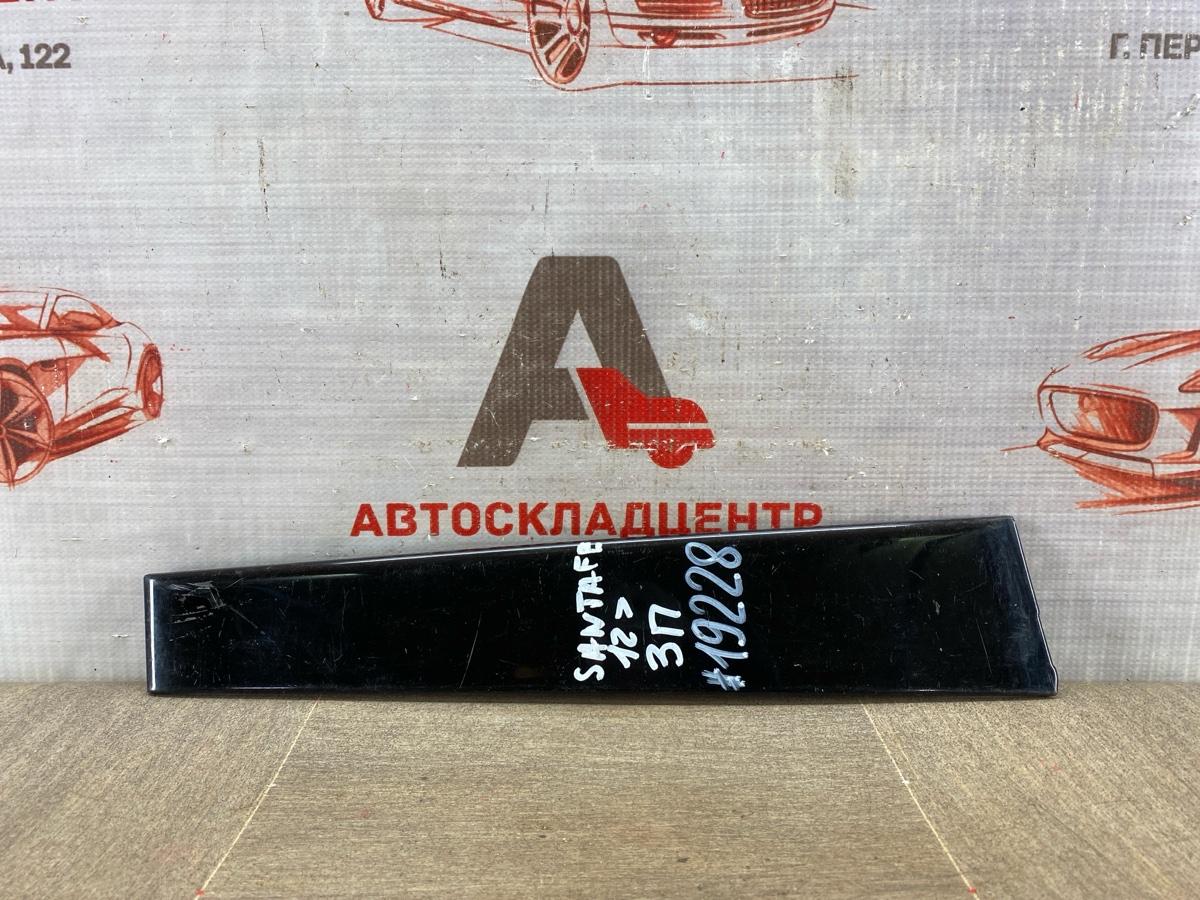 А, 122
Г. ПЕР
АВТОСКЛАДЦЕНТР
SANTAFE
12>
ЗП
#19228